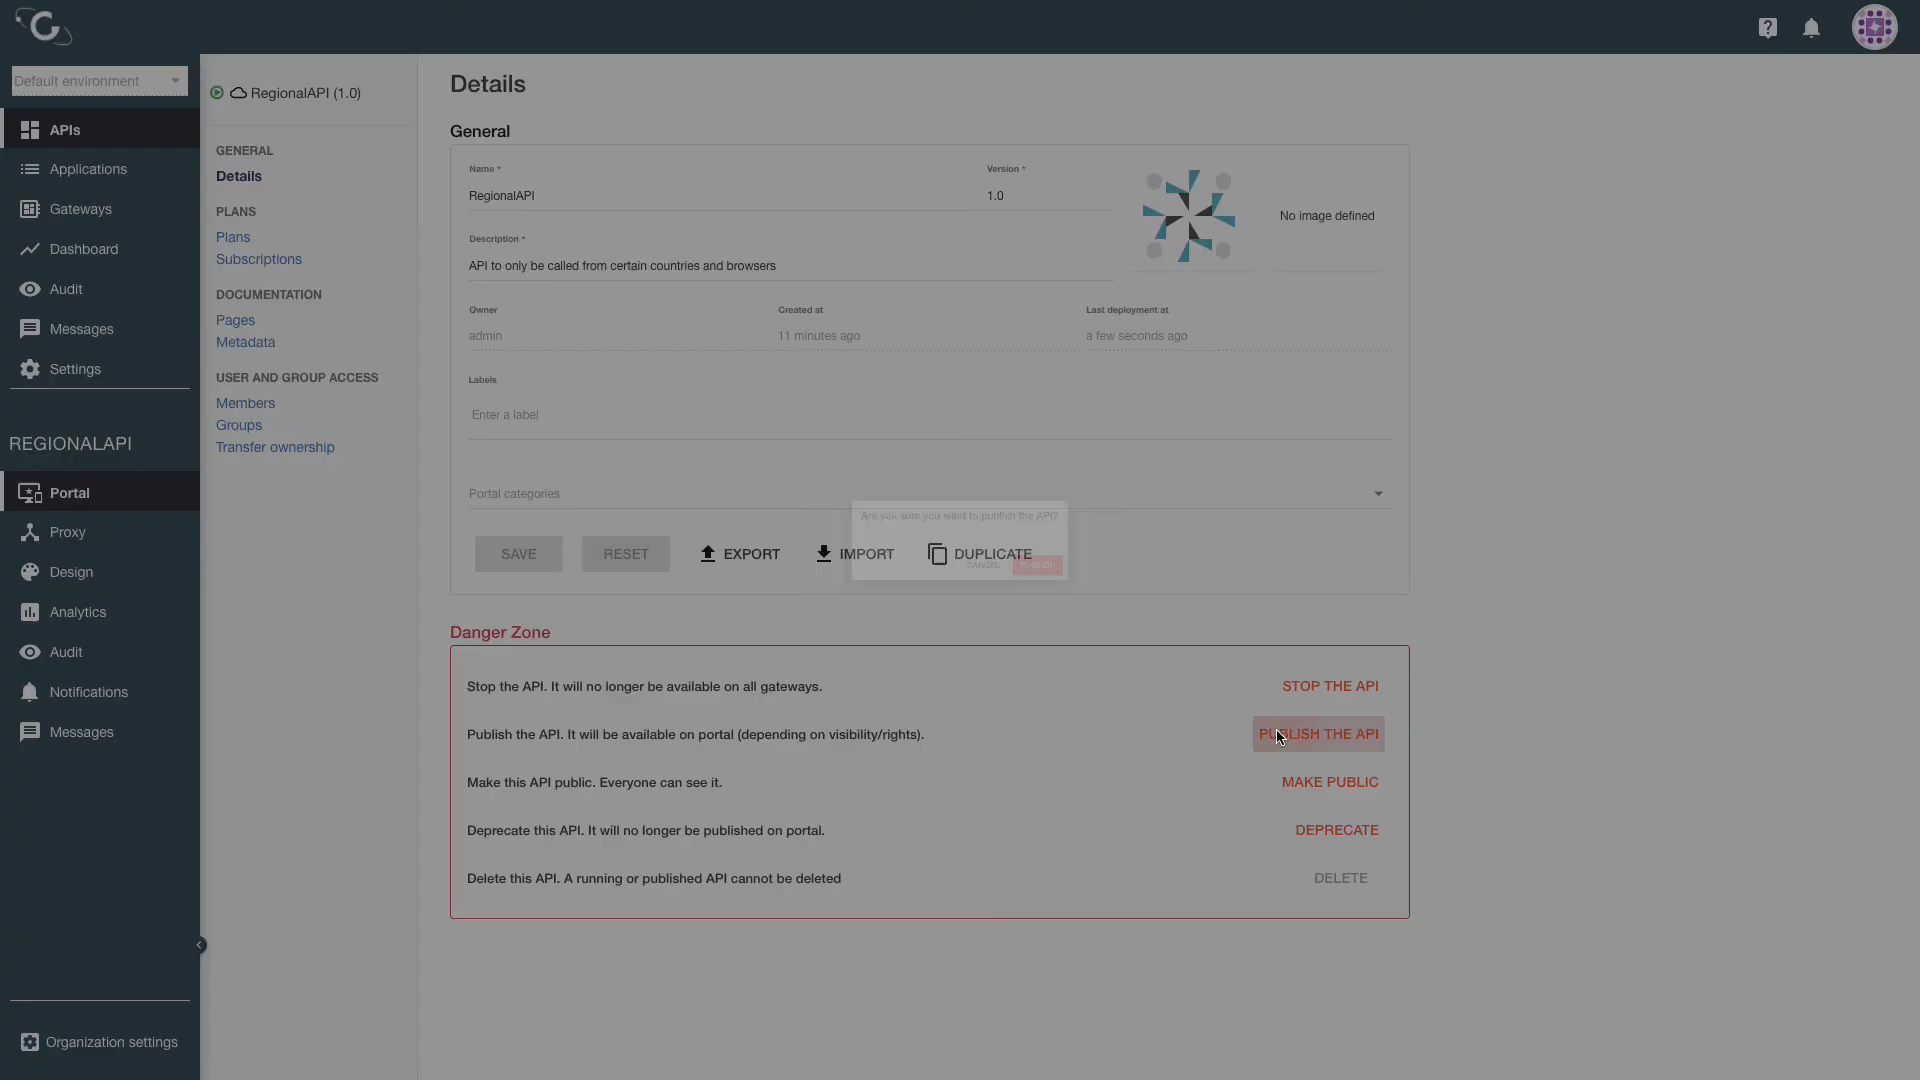 Default environment
APIs
Applications
Gateways
Dashboard
Audit
Messages
Settings
REGIONALAPI
Portal
Proxy
Design
Analytics
Audit
Notifications
Messages
Organization settings
RegionalAPI (1.0)
GENERAL
Details
PLANS
Plans
Subscriptions
DOCUMENTATION
Pages
Metadata
USER AND GROUP ACCESS
Members
Groups
Transfer ownership
Details
General
Name *
Version *
RegionalAPI
1.0
No image defined
Description *
API to only be called from certain countries and browsers
Owner
Created at
Last deployment at
admin
11 minutes ago
a few seconds ago
Labels
Enter a label
Portal categories
Are you sure you want to publish the API?
SAVE
RESET
EXPORT
IMPORT
DUPLICATE
CANCEL
PUBLISH
Danger Zone
Stop the API. It will no longer be available on all gateways.
STOP THE API
Publish the API. It will be available on portal (depending on visibility/rights).
PUBLISH THE API
Make this API public. Everyone can see it.
MAKE PUBLIC
Deprecate this API. It will no longer be published on portal.
DEPRECATE
Delete this API. A running or published API cannot be deleted
DELETE